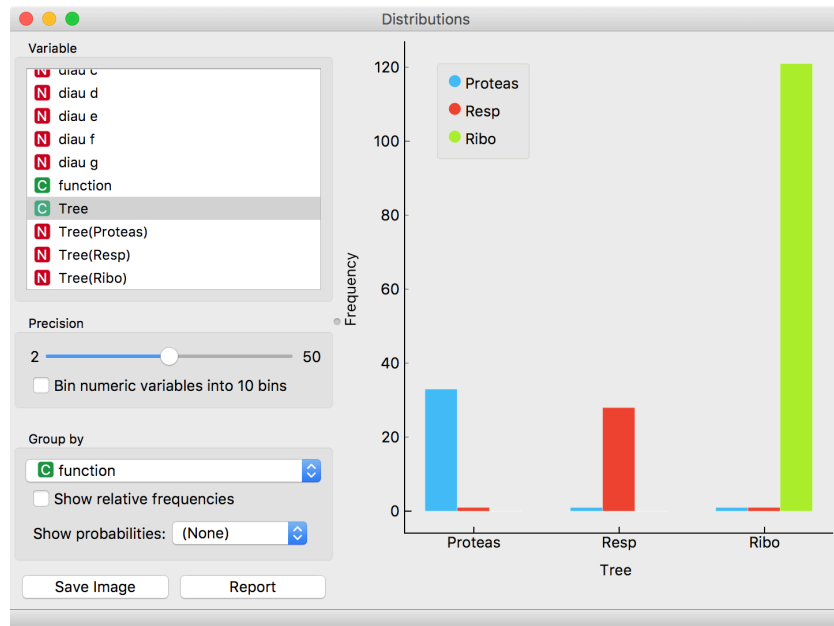 Distributions
Variable
N diau c
N diau d
N diau e
N diau f
N diau g
C function
C Tree
N Tree(Proteas)
N Tree(Resp)
N Tree(Ribo)
Precision
2 50
Bin numeric variables into 10 bins
Group by
C function
Show relative frequencies
Show probabilities: (None)
Save Image Report
Proteas
Resp
Ribo
Frequency
120
100
80
60
40
20
0
Proteas Resp Ribo
Tree